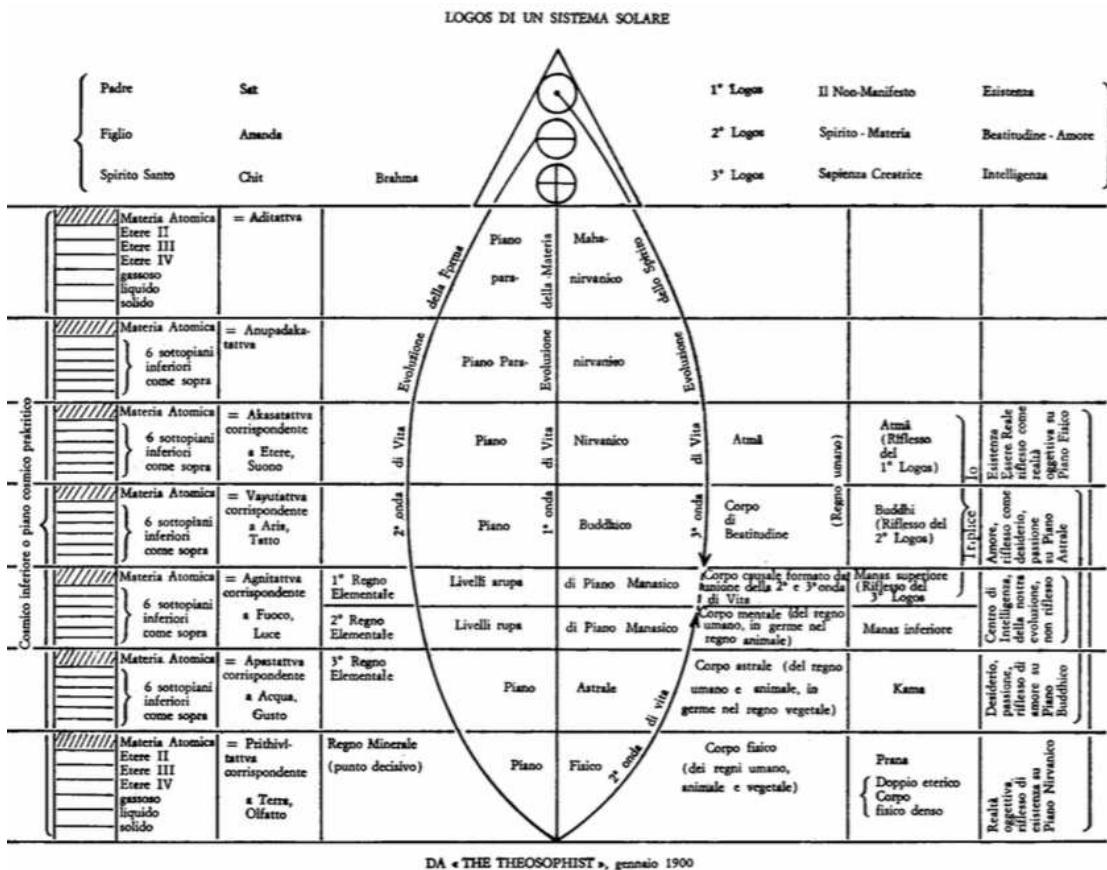 LOGOS DI UN SISTEMA SOLARE
Padre Sat 1° Logos Il Non-Manifesto Esistenza
Figlio Ananda 2° Logos Spirito - Materia Beatitudine - Amore
Spirito Santo Chit Brahma 3° Logos Sapienza Creatrice Intelligenza
Cosmico inferiore o piano cosmico prakritico
Materia Atomica
Etere II
Etere III
Etere IV
gassoso
liquido
solido
= Aditattva
Piano Maha-
para- nirvanico
2ª onda di Vita Evoluzione della Forma
1ª onda di Vita Evoluzione della Materia
3ª onda di Vita Evoluzione dello Spirito
Materia Atomica
6 sottopiani
inferiori
come sopra
= Anupadaka-
tattva
Piano Para- nirvanico
Materia Atomica
6 sottopiani
inferiori
come sopra
= Akasatattva
corrispondente
a Etere,
Suono
Piano Nirvanico
Atmā
(Regno umano)
Atmā
(Riflesso
del
1° Logos)
Triplice Io
Esistenza
Essere Reale
riflesso come
realtà
oggettiva su
Piano Fisico
Materia Atomica
6 sottopiani
inferiori
come sopra
= Vayutattva
corrispondente
a Aria,
Tatto
Piano Buddhico
Corpo
di
Beatitudine
Buddhi
(Riflesso del
2° Logos)
Amore,
riflesso come
desiderio,
passione
su Piano
Astrale
Materia Atomica
6 sottopiani
inferiori
come sopra
= Agnitattva
corrispondente
a Fuoco,
Luce
1° Regno
Elementale
Livelli arupa di Piano Manasico
Corpo causale formato da
unione della 2ª e 3ª onda
di Vita
Manas superiore
(Riflesso del
3° Logos
2° Regno
Elementale
Livelli rupa di Piano Manasico
Corpo mentale (del regno
umano, in germe nel
regno animale)
Manas inferiore
Centro di
Intelligenza,
della nostra
evoluzione,
non riflesso
Materia Atomica
6 sottopiani
inferiori
come sopra
= Apastattva
corrispondente
a Acqua,
Gusto
3° Regno
Elementale
Piano Astrale
2ª onda di vita
Corpo astrale (del regno
umano e animale, in
germe nel regno vegetale)
Kama
Desiderio,
passione,
riflesso di
amore su
Piano
Buddhico
Materia Atomica
Etere II
Etere III
Etere IV
gassoso
liquido
solido
= Prithivi-
tattva
corrispondente
a Terra,
Olfatto
Regno Minerale
(punto decisivo)
Piano Fisico
Corpo fisico
(dei regni umano,
animale e vegetale)
Prana
Doppio eterico
Corpo
fisico denso
Realtà
oggettiva,
riflesso di
esistenza su
Piano Nirvanico
DA « THE THEOSOPHIST », gennaio 1900